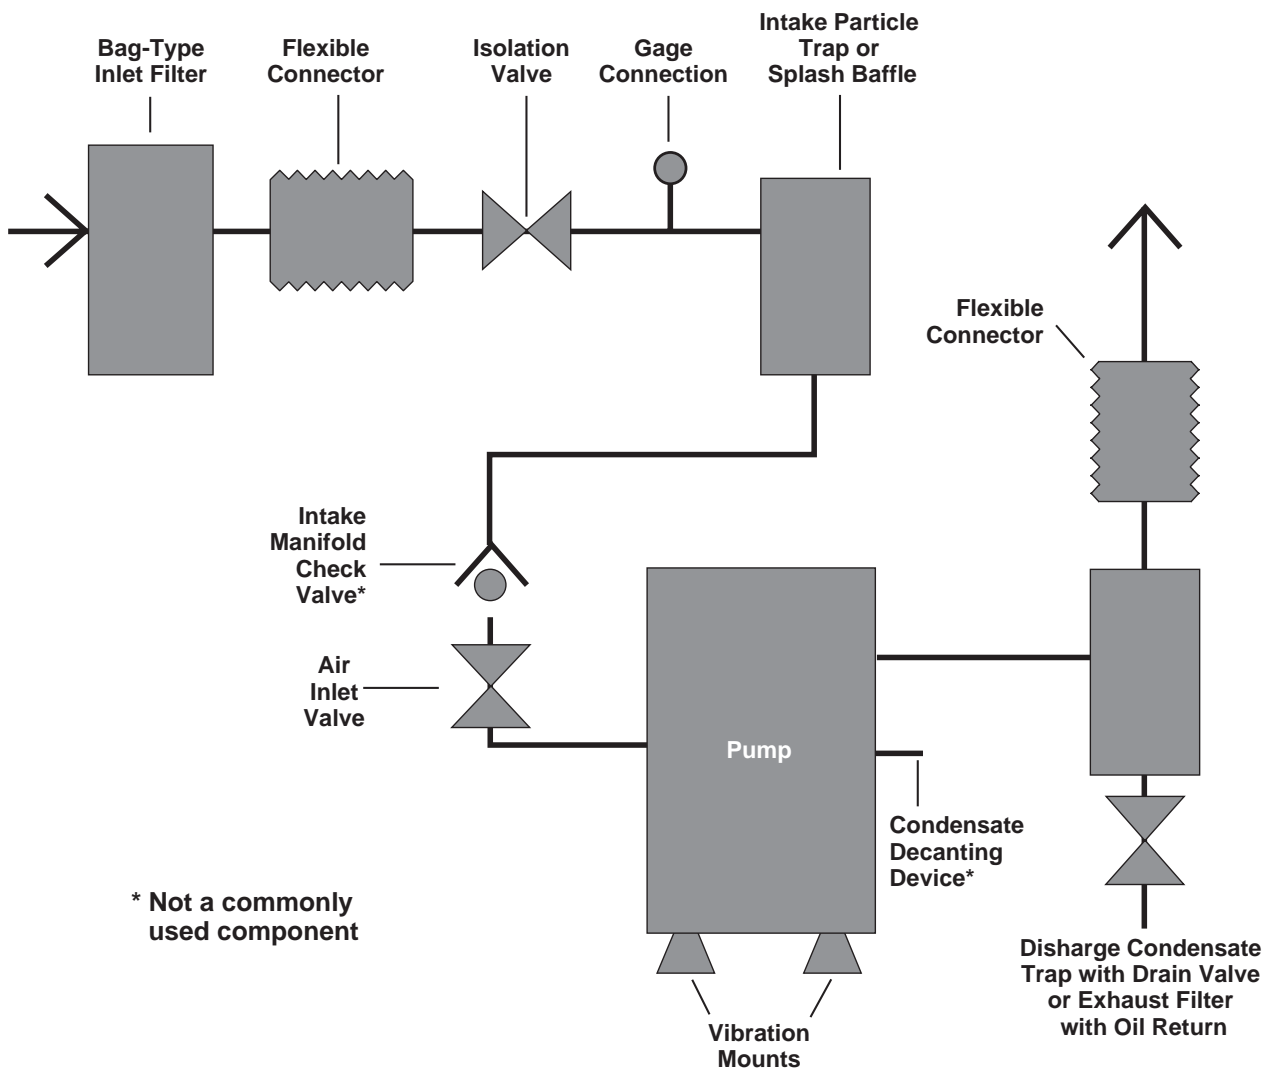 Bag-Type
Inlet Filter
Flexible
Connector
Isolation
Valve
Gage
Connection
Intake Particle
Trap or
Splash Baffle
Flexible
Connector
Intake
Manifold
Check
Valve*
Air
Inlet
Valve
Pump
Condensate
Decanting
Device*
* Not a commonly
used component
Disharge Condensate
Trap with Drain Valve
or Exhaust Filter
with Oil Return
Vibration
Mounts